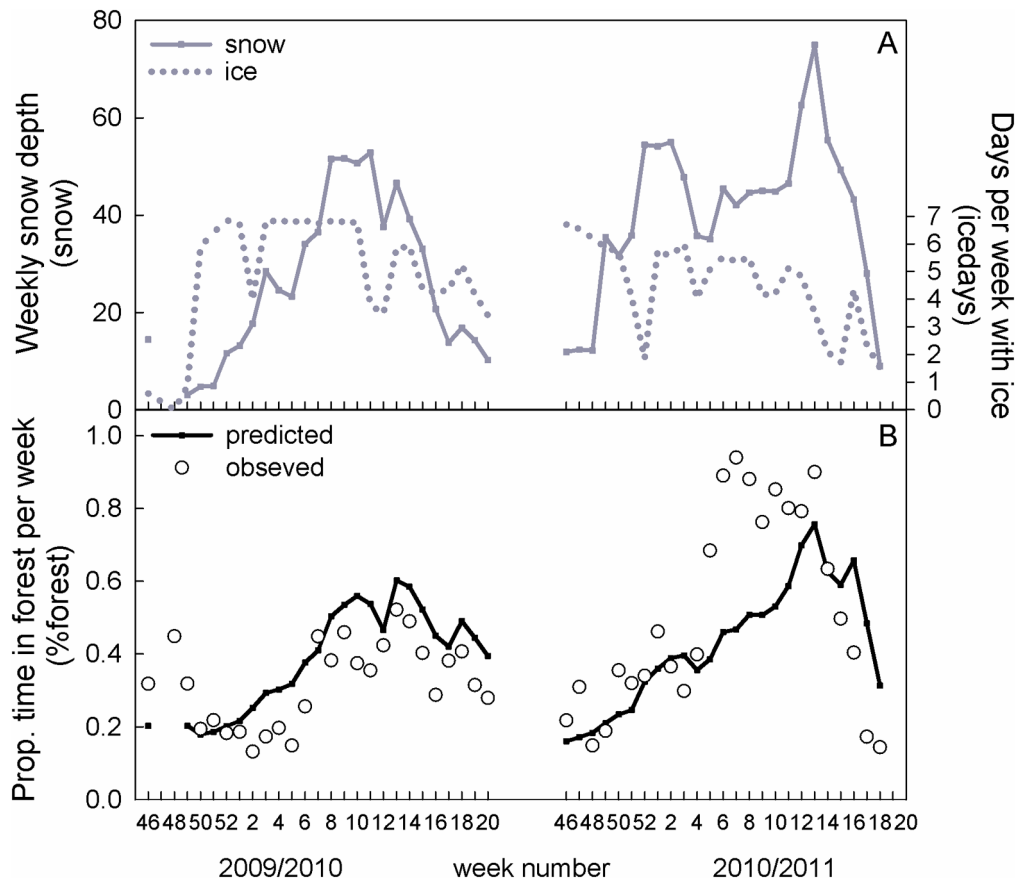 80
60
40
20
0
Weekly snow depth
(snow)
snow
ice
A
7
6
5
4
3
2
1
0
Days per week with ice
(icedays)
1.0
0.8
0.6
0.4
0.2
0.0
Prop. time in forest per week
(%forest)
predicted
obseved
B
46 48 50 52 2 4 6 8 10 12 14 16 18 20 46 48 50 52 2 4 6 8 10 12 14 16 18 20
2009/2010 week number 2010/2011